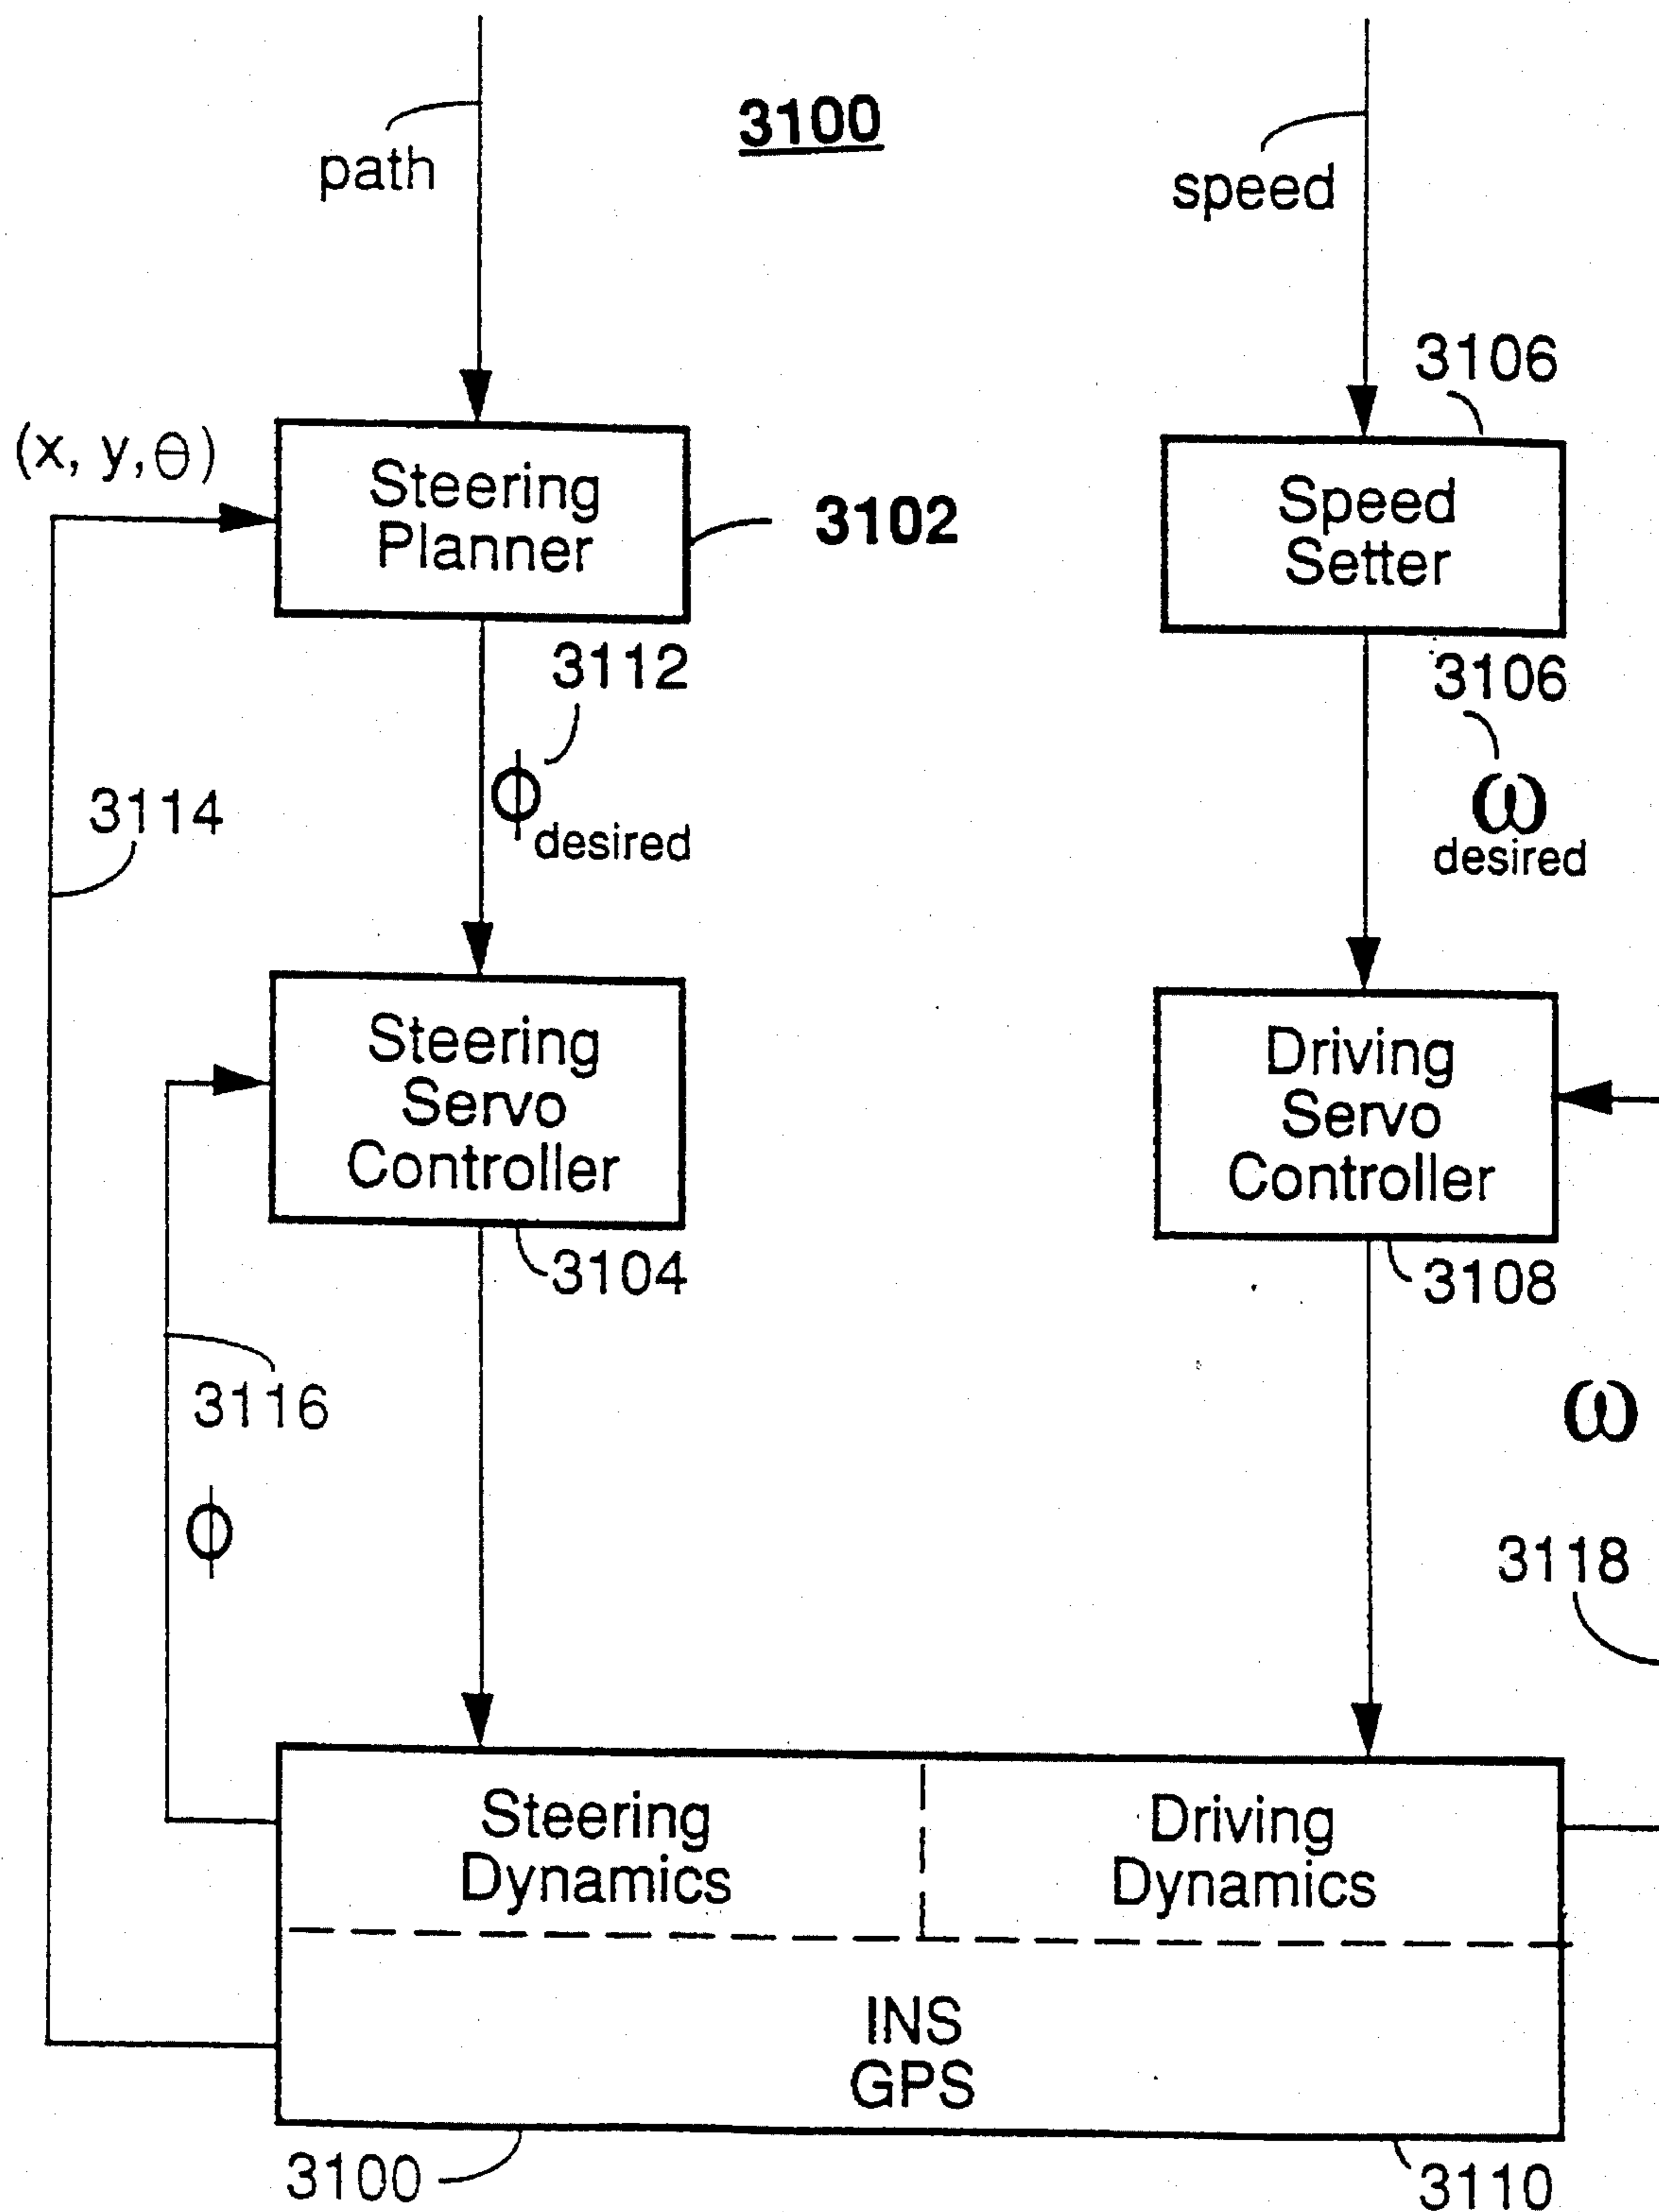 3100
path
speed
3106
(x, y, θ)
Steering
Planner
3102
Speed
Setter
3112
3106
ϕ
desired
ω
desired
3114
Steering
Servo
Controller
Driving
Servo
Controller
3104
3108
3116
ω
ϕ
3118
Steering
Dynamics
Driving
Dynamics
INS
GPS
3100
3110